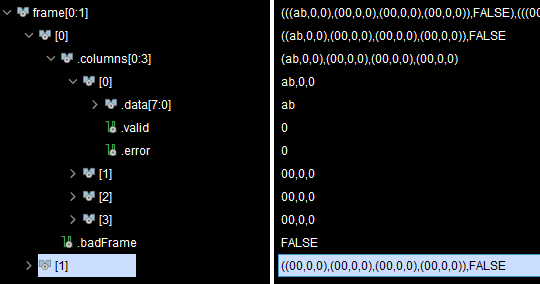 frame[0:1] (((ab,0,0),(00,0,0),(00,0,0),(00,0,0)),FALSE),(((00
[0] ((ab,0,0),(00,0,0),(00,0,0),(00,0,0)),FALSE
.columns[0:3] (ab,0,0),(00,0,0),(00,0,0),(00,0,0)
[0] ab,0,0
.data[7:0] ab
.valid 0
.error 0
[1] 00,0,0
[2] 00,0,0
[3] 00,0,0
.badFrame FALSE
[1] ((00,0,0),(00,0,0),(00,0,0),(00,0,0)),FALSE